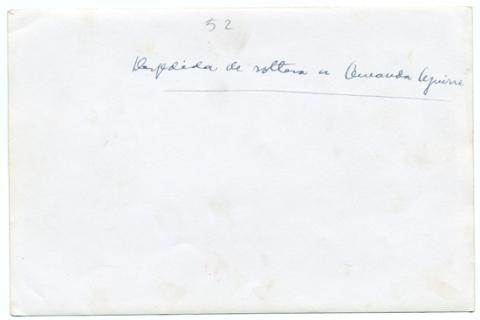 52
Despedida de soltera a Amanda Aguirre